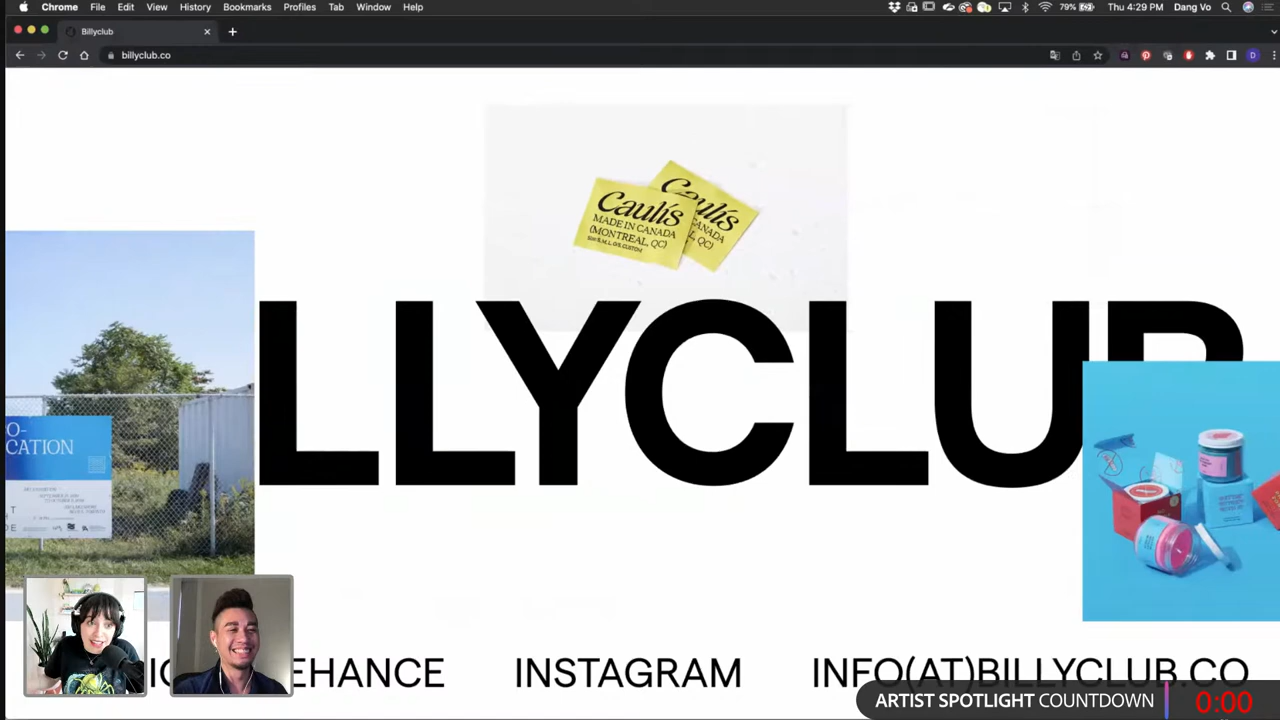 Chrome File Edit View History Bookmarks Profiles Tab Window Help
79% Thu 4:29 PM Dang Vo
Billyclub
billyclub.co
D
Caulís
MADE IN CANADA
(MONTREAL, QC)
LLYCLUB
O-
CATION
EHANCE INSTAGRAM INFO(AT)BILLYCLUB.CO
ARTIST SPOTLIGHT COUNTDOWN 0:00